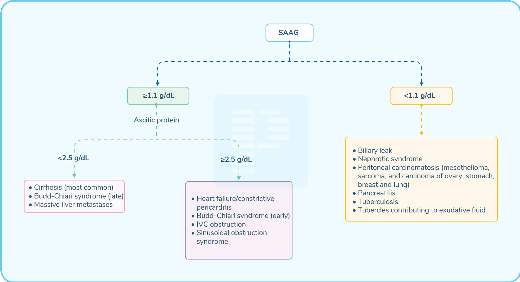 SAAG
≥1.1 g/dL
<1.1 g/dL
Ascitic protein
<2.5 g/dL
≥2.5 g/dL
• Cirrhosis (most common)
• Budd-Chiari syndrome (late)
• Massive liver metastases
• Heart failure/constrictive
pericarditis
• Budd-Chiari syndrome (early)
• IVC obstruction
• Sinusoidal obstruction
syndrome
• Biliary leak
• Nephrotic syndrome
• Peritoneal carcinomatosis (mesothelioma,
sarcoma, and carcinoma of ovary, stomach,
breast and lung)
• Pancreatitis
• Tuberculosis
• Tubercles contributing to exudative fluid